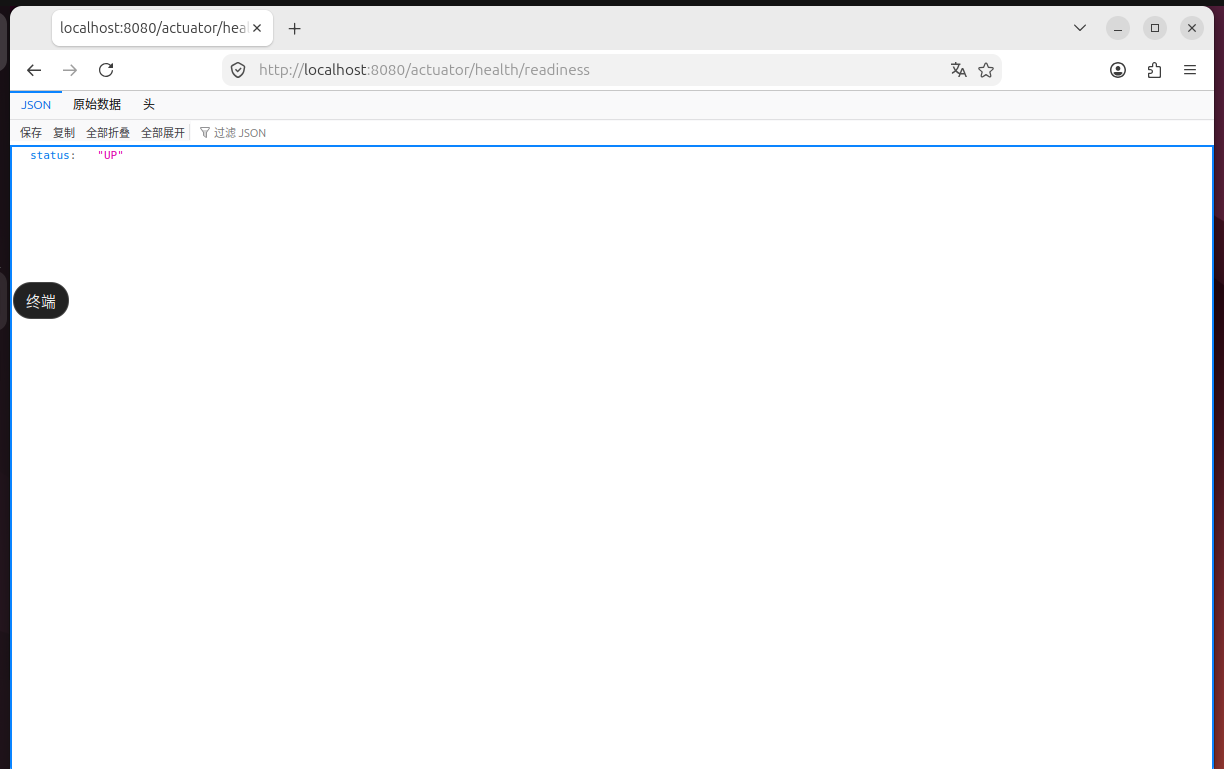 localhost:8080/actuator/hea
http://localhost:8080/actuator/health/readiness
JSON 原始数据 头
保存 复制 全部折叠 全部展开 过滤 JSON
status: "UP"
终端